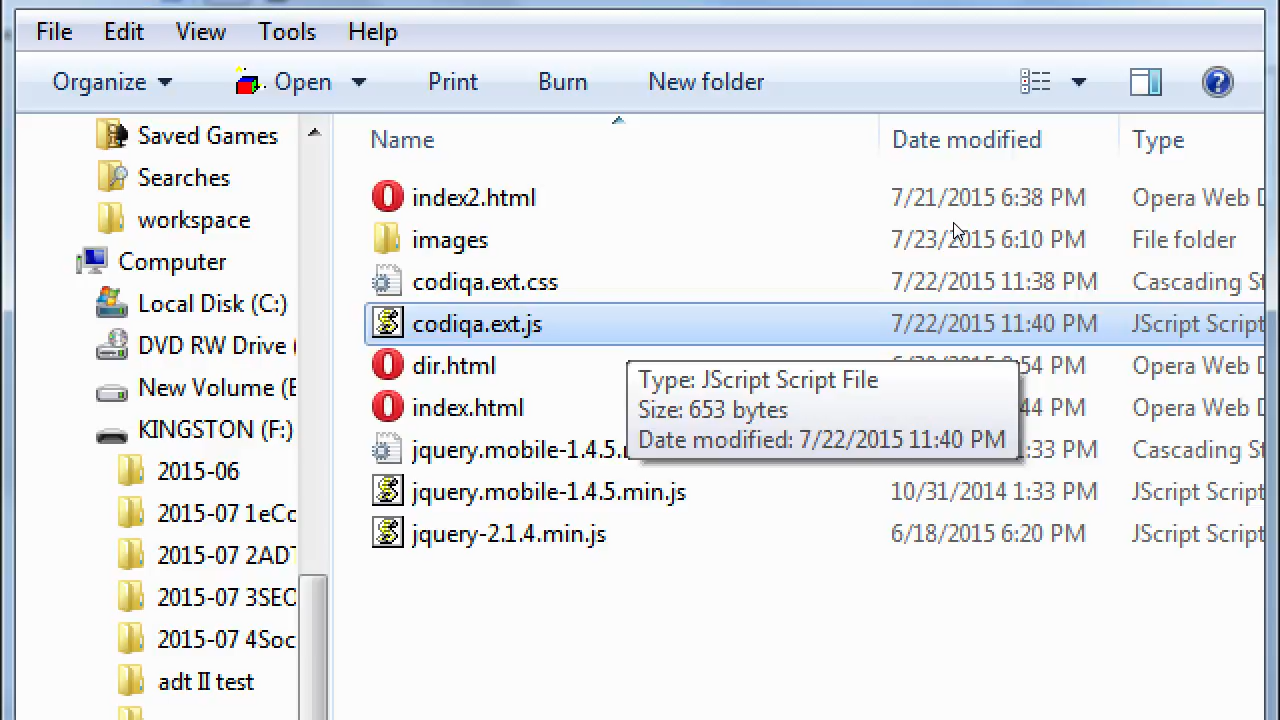 File Edit View Tools Help
Organize Open Print Burn New folder
Saved Games
Searches
workspace
Computer
Local Disk (C:)
DVD RW Drive (
New Volume (E
KINGSTON (F:)
2015-06
2015-07 1eCc
2015-07 2ADT
2015-07 3SEC
2015-07 4Soc
adt II test
Name Date modified Type
index2.html 7/21/2015 6:38 PM Opera Web D
images 7/23/2015 6:10 PM File folder
codiqa.ext.css 7/22/2015 11:38 PM Cascading St
codiqa.ext.js 7/22/2015 11:40 PM JScript Script
dir.html :54 PM Opera Web D
index.html 44 PM Opera Web D
jquery.mobile-1.4.5. :33 PM Cascading St
jquery.mobile-1.4.5.min.js 10/31/2014 1:33 PM JScript Script
jquery-2.1.4.min.js 6/18/2015 6:20 PM JScript Script
Type: JScript Script File
Size: 653 bytes
Date modified: 7/22/2015 11:40 PM